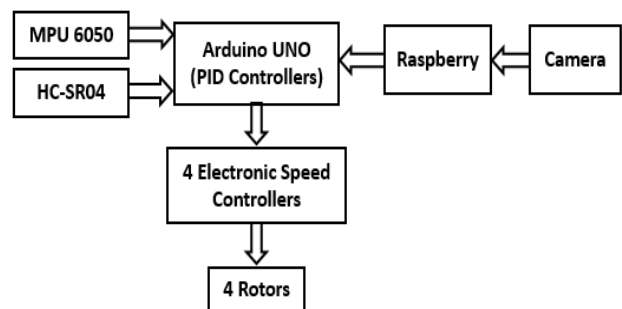 MPU 6050
HC-SR04
Arduino UNO
(PID Controllers)
Raspberry
Camera
4 Electronic Speed
Controllers
4 Rotors